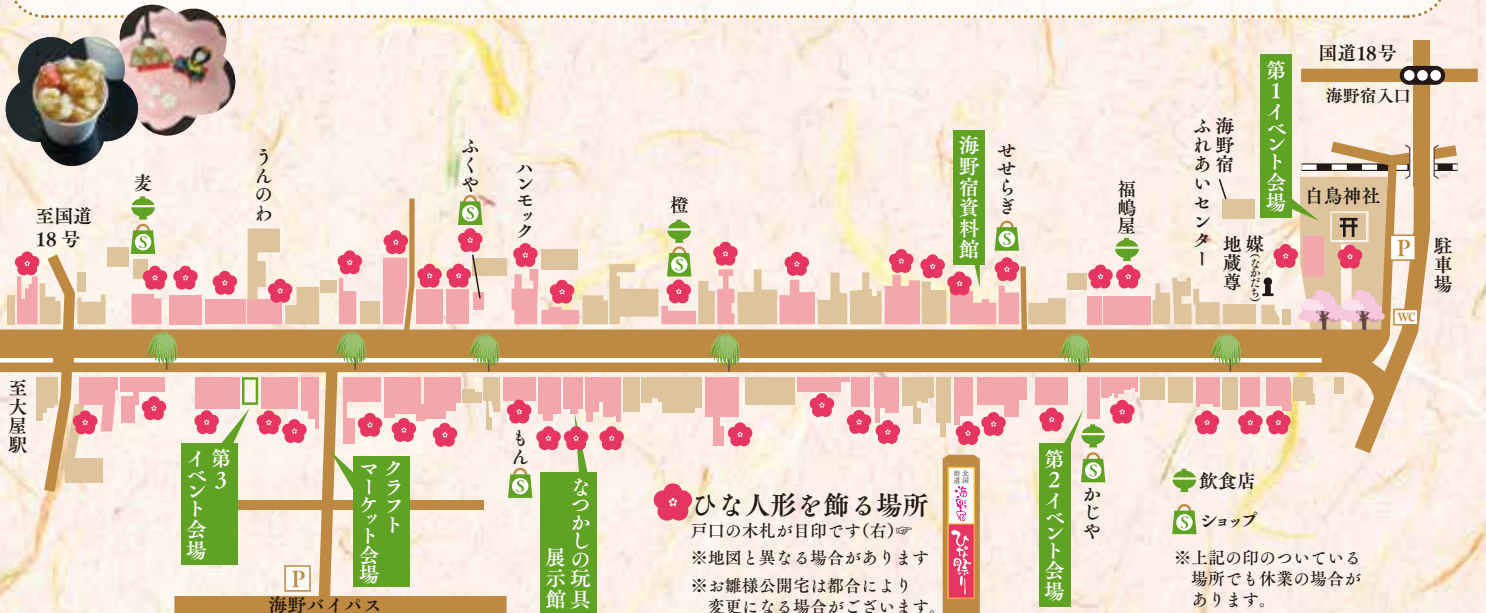 国道18号
海野宿入口
第1イベント会場
海野宿
ふれあいセンター
白鳥神社
媒(なかだち)
地蔵尊
P
駐車場
WC
福嶋屋
せせらぎ
S
海野宿資料館
橙
S
ハンモック
ふくや
S
うんのわ
麦
S
至国道
18号
至大屋駅
第3
イベント会場
クラフト
マーケット会場
P
海野バイパス
もん
S
なつかしの玩具
展示館
ひな人形を飾る場所
戸口の木札が目印です(右)☞
※地図と異なる場合があります
※お雛様公開宅は都合により
変更になる場合がございます。
北国
街道
海野宿
ひな祭り
第2イベント会場
S
かじや
飲食店
S ショップ
※上記の印のついている
場所でも休業の場合が
あります。